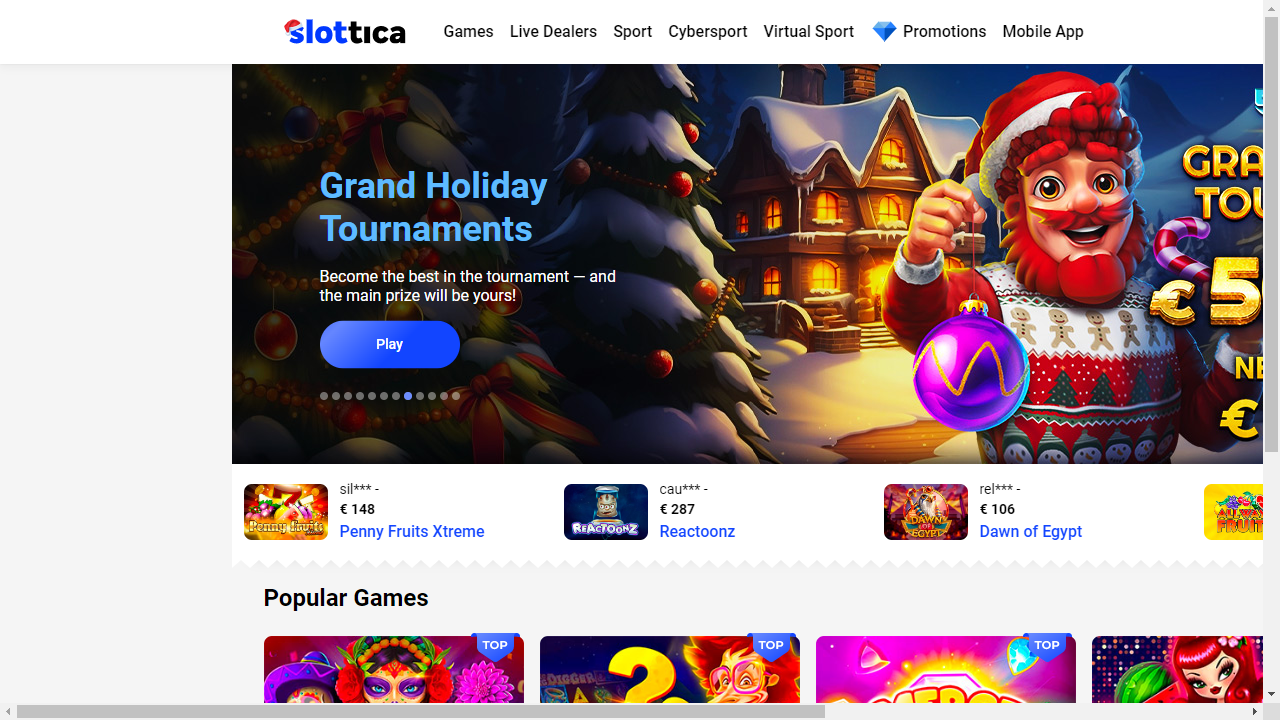 slottica
Games Live Dealers Sport Cybersport Virtual Sport Promotions Mobile App
Grand Holiday
Tournaments
Become the best in the tournament — and
the main prize will be yours!
Play
GRA
TOU
€ 5
NE
€
sil*** -
€ 148
Penny Fruits Xtreme
Penny Fruits
cau*** -
€ 287
Reactoonz
REACTOONZ
rel*** -
€ 106
Dawn of Egypt
DAWN
OF
EGYPT
Popular Games
TOP
TOP
TOP